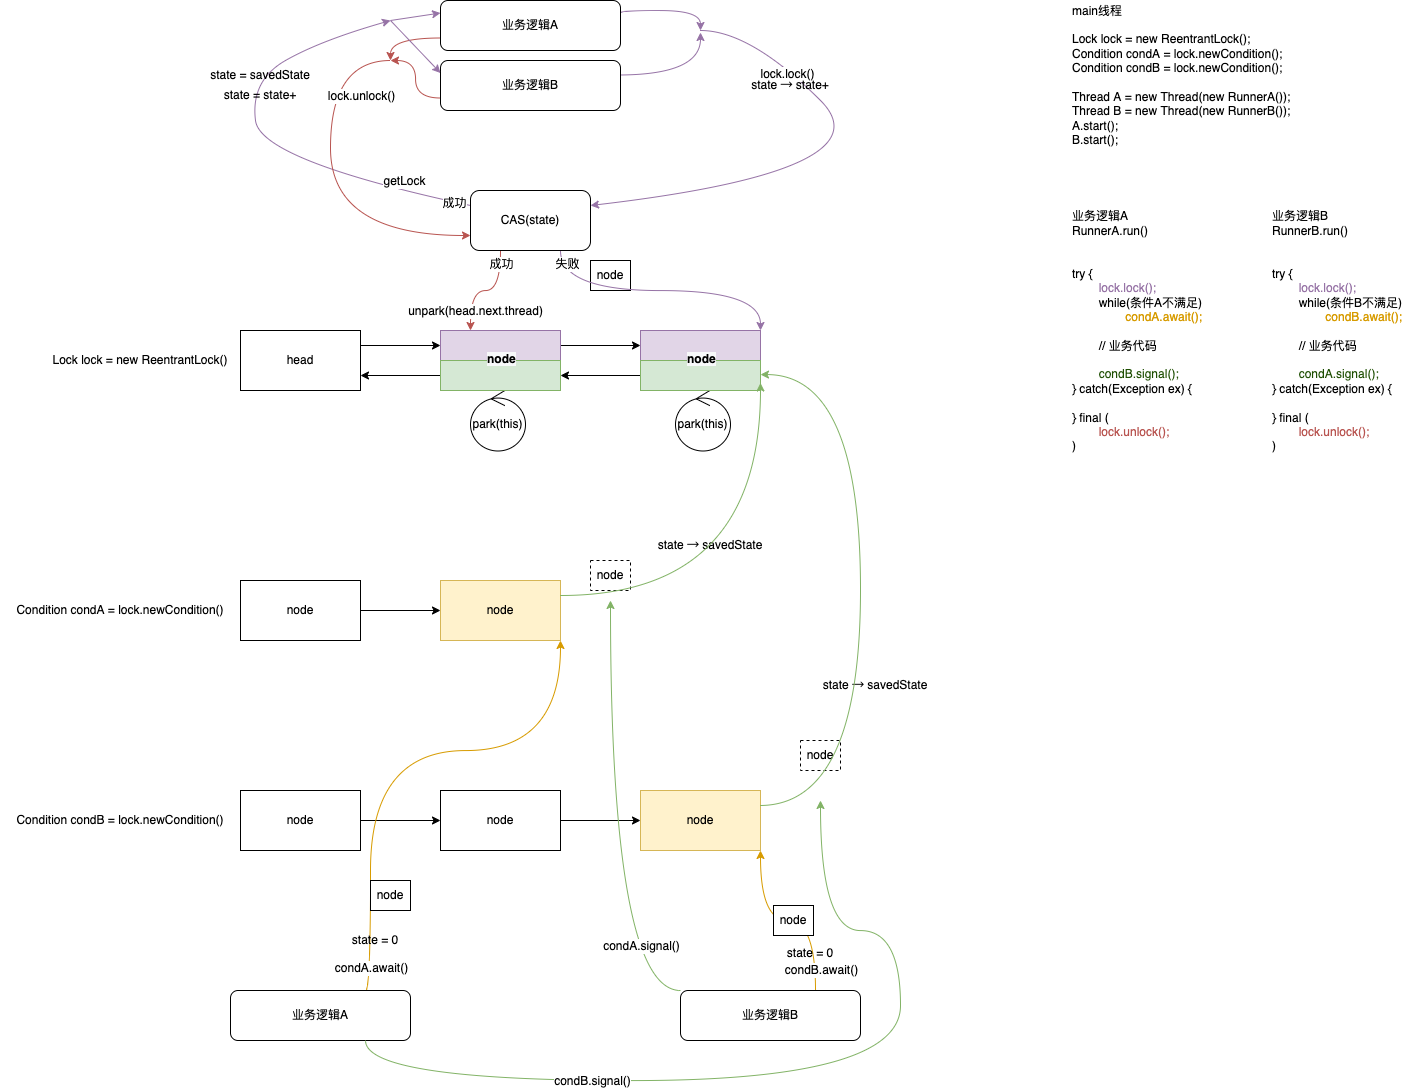 业务逻辑A
业务逻辑B
state = savedState
state = state+
lock.unlock()
lock.lock()
state → state+
getLock
成功
CAS(state)
成功
失败
node
unpark(head.next.thread)
Lock lock = new ReentrantLock()
head
node
node
park(this)
park(this)
state → savedState
node
Condition condA = lock.newCondition()
node
node
state → savedState
node
Condition condB = lock.newCondition()
node
node
node
node
state = 0
condA.await()
condA.signal()
node
state = 0
condB.await()
业务逻辑A
业务逻辑B
condB.signal()
main线程
Lock lock = new ReentrantLock();
Condition condA = lock.newCondition();
Condition condB = lock.newCondition();
Thread A = new Thread(new RunnerA());
Thread B = new Thread(new RunnerB());
A.start();
B.start();
业务逻辑A
RunnerA.run()
try {
lock.lock();
while(条件A不满足)
condA.await();
// 业务代码
condB.signal();
} catch(Exception ex) {
} final (
lock.unlock();
)
业务逻辑B
RunnerB.run()
try {
lock.lock();
while(条件B不满足)
condB.await();
// 业务代码
condA.signal();
} catch(Exception ex) {
} final (
lock.unlock();
)